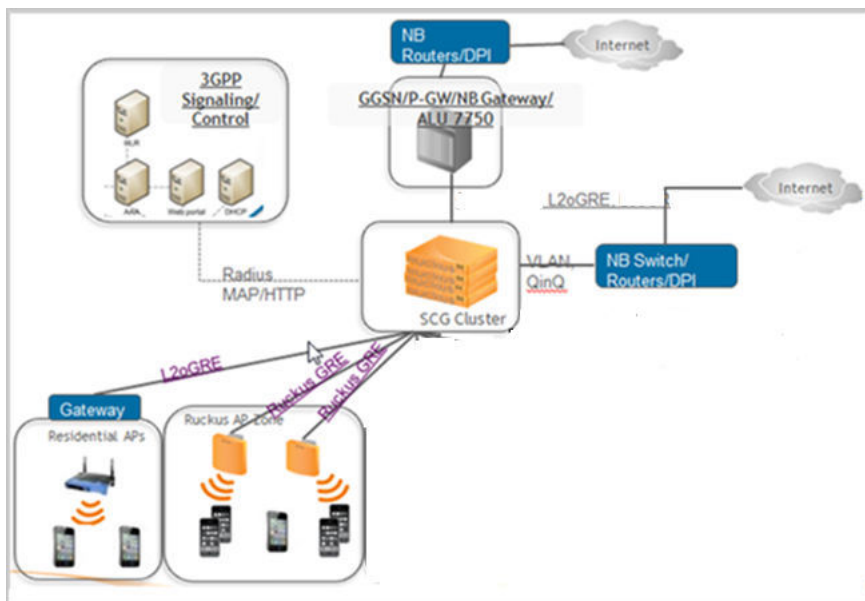 NB
Routers/DPI
Internet
3GPP
Signaling/
Control
GGSN/P-GW/NB Gateway/
ALU 7750
HLR
AAA
Web portal
DHCP
L2oGRE,
Internet
Radius
MAP/HTTP
VLAN,
QinQ
NB Switch/
Routers/DPI
SCG Cluster
L2oGRE
Ruckus GRE
Ruckus GRE
Gateway
Residential APs
Ruckus AP Zone